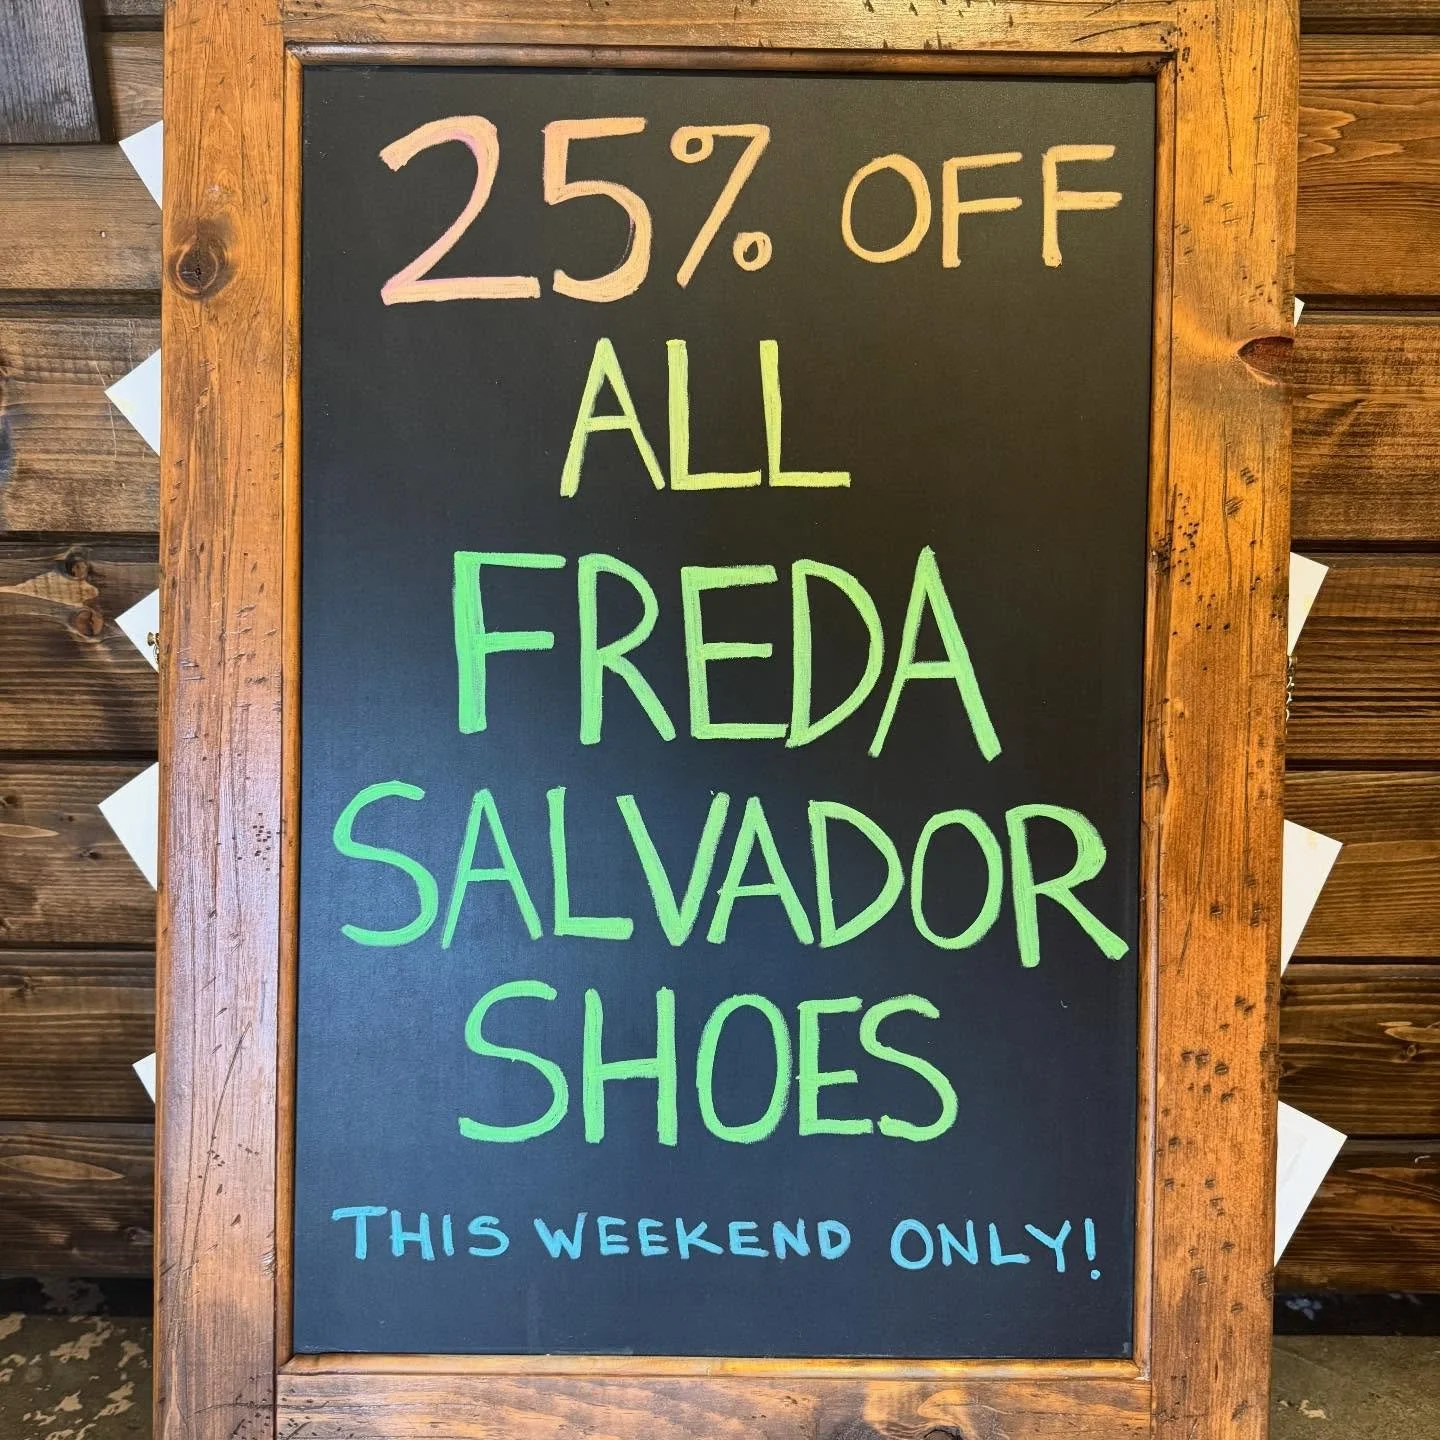 25% OFF
ALL
FREDA
SALVADOR
SHOES
THIS WEEKEND ONLY!